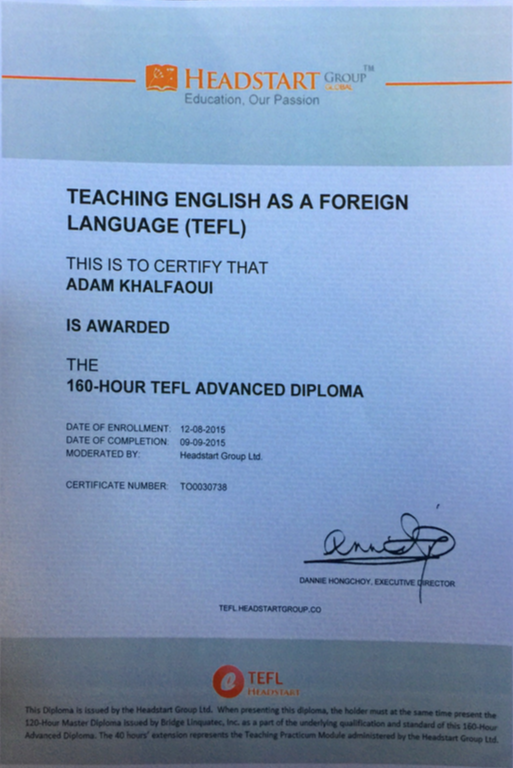 HEADSTART GROUP™
GLOBAL
Education, Our Passion
TEACHING ENGLISH AS A FOREIGN
LANGUAGE (TEFL)
THIS IS TO CERTIFY THAT
ADAM KHALFAOUI
IS AWARDED
THE
160-HOUR TEFL ADVANCED DIPLOMA
DATE OF ENROLLMENT: 12-08-2015
DATE OF COMPLETION: 09-09-2015
MODERATED BY: Headstart Group Ltd.
CERTIFICATE NUMBER: TO0030738
DANNIE HONGCHOY, EXECUTIVE DIRECTOR
TEFL.HEADSTARTGROUP.CO
TEFL
HEADSTART
This Diploma is issued by the Headstart Group Ltd. When presenting this diploma, the holder must at the same time present the
120-Hour Master Diploma issued by Bridge Linquatec, Inc. as a part of the underlying qualification and standard of this 160-Hour
Advanced Diploma. The 40 hours' extension represents the Teaching Practicum Module administered by the Headstart Group Ltd.